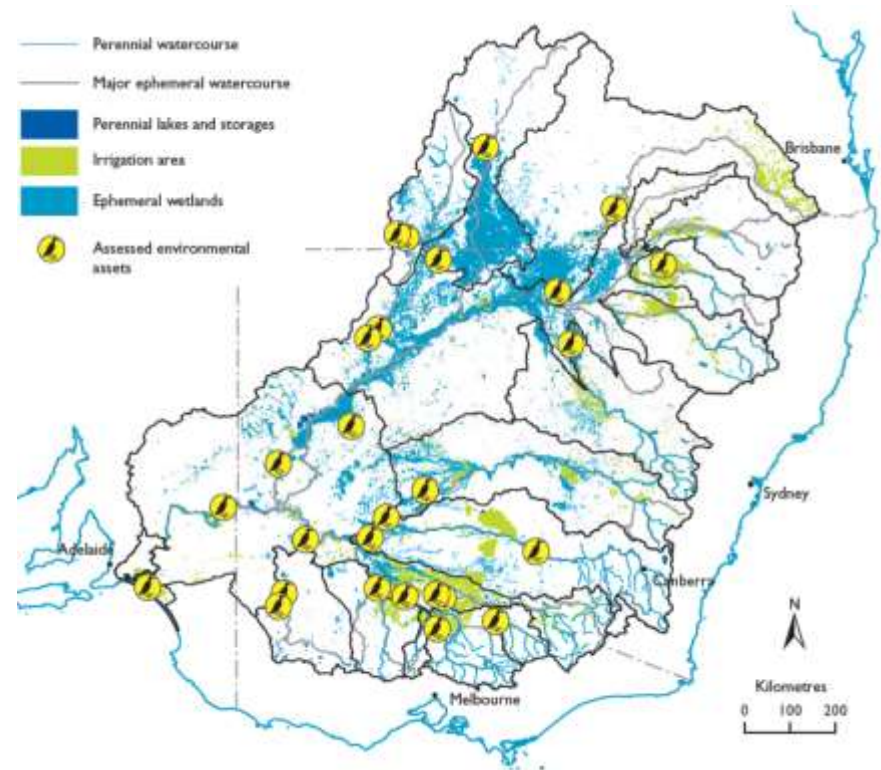 Perennial watercourse
Major ephemeral watercourse
Perennial lakes and storages
Irrigation area
Ephemeral wetlands
Assessed environmental
assets
Brisbane
Sydney
Adelaide
Canberra
N
Melbourne
Kilometres
0 100 200